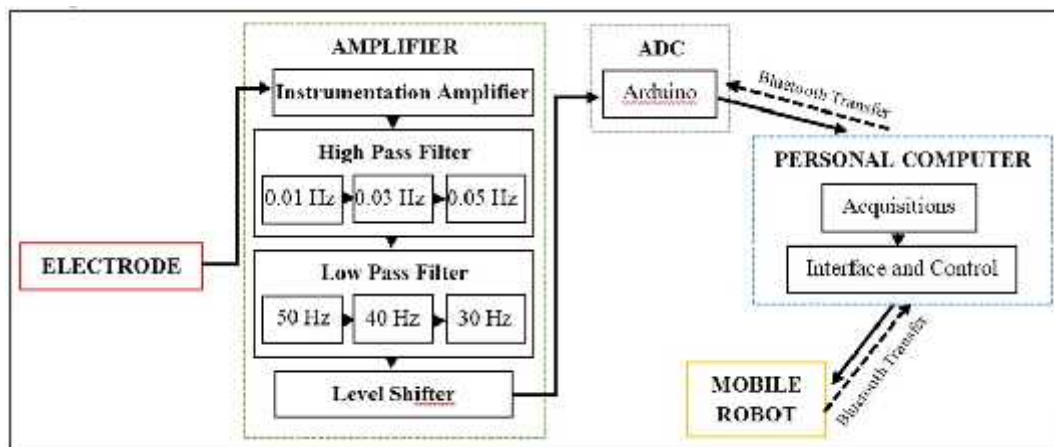 AMPLIFIER
Instrumentation Amplifier
High Pass Filter
0.01 Hz
0.03 Hz
0.05 Hz
Low Pass Filter
50 Hz
40 Hz
30 Hz
Level Shifter
ELECTRODE
ADC
Arduino
Bluetooth Transfer
PERSONAL COMPUTER
Acquisitions
Interface and Control
Bluetooth Transfer
MOBILE
ROBOT